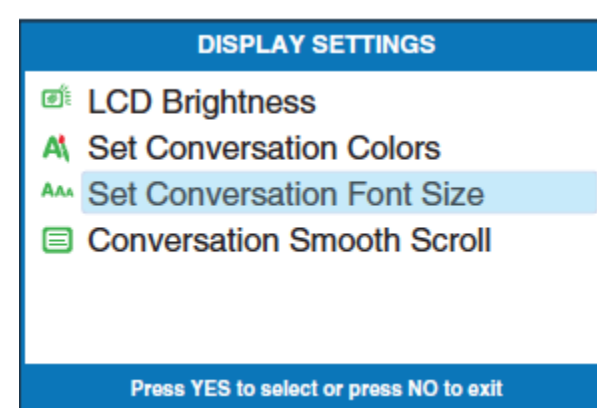 DISPLAY SETTINGS
LCD Brightness
Set Conversation Colors
Set Conversation Font Size
Conversation Smooth Scroll
Press YES to select or press NO to exit